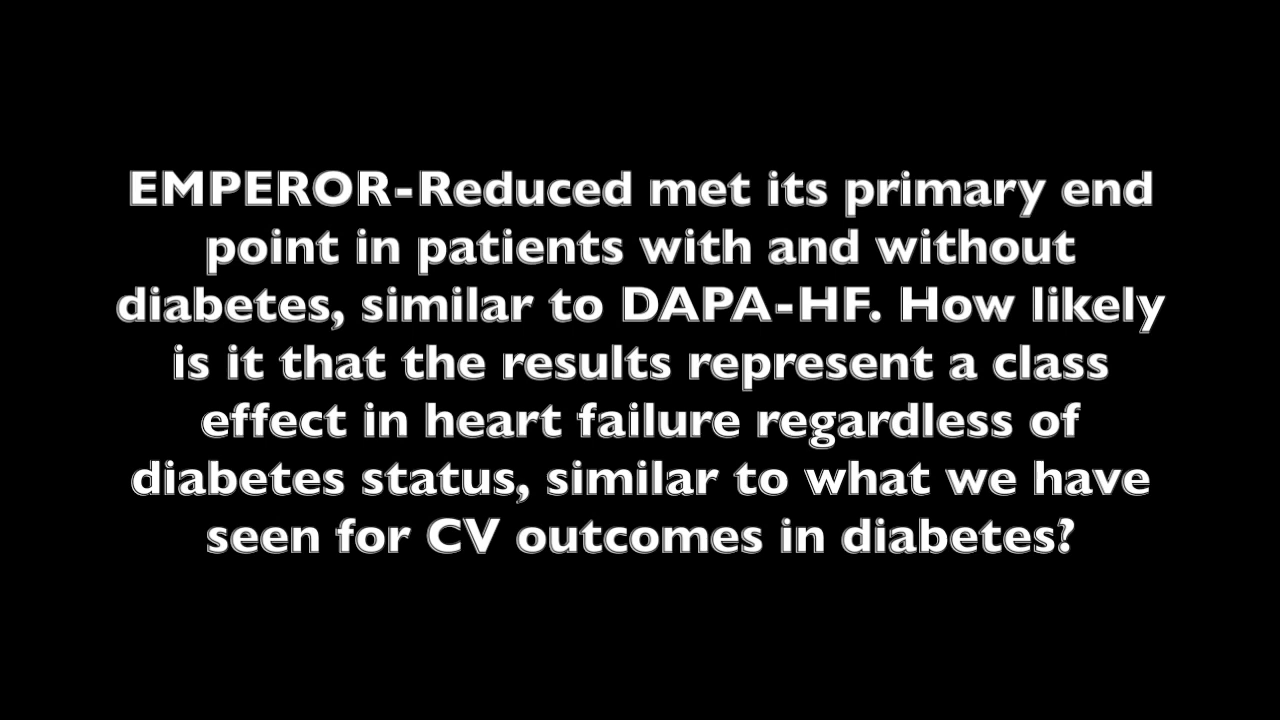 EMPEROR-Reduced met its primary end
point in patients with and without
diabetes, similar to DAPA-HF. How likely
is it that the results represent a class
effect in heart failure regardless of
diabetes status, similar to what we have
seen for CV outcomes in diabetes?